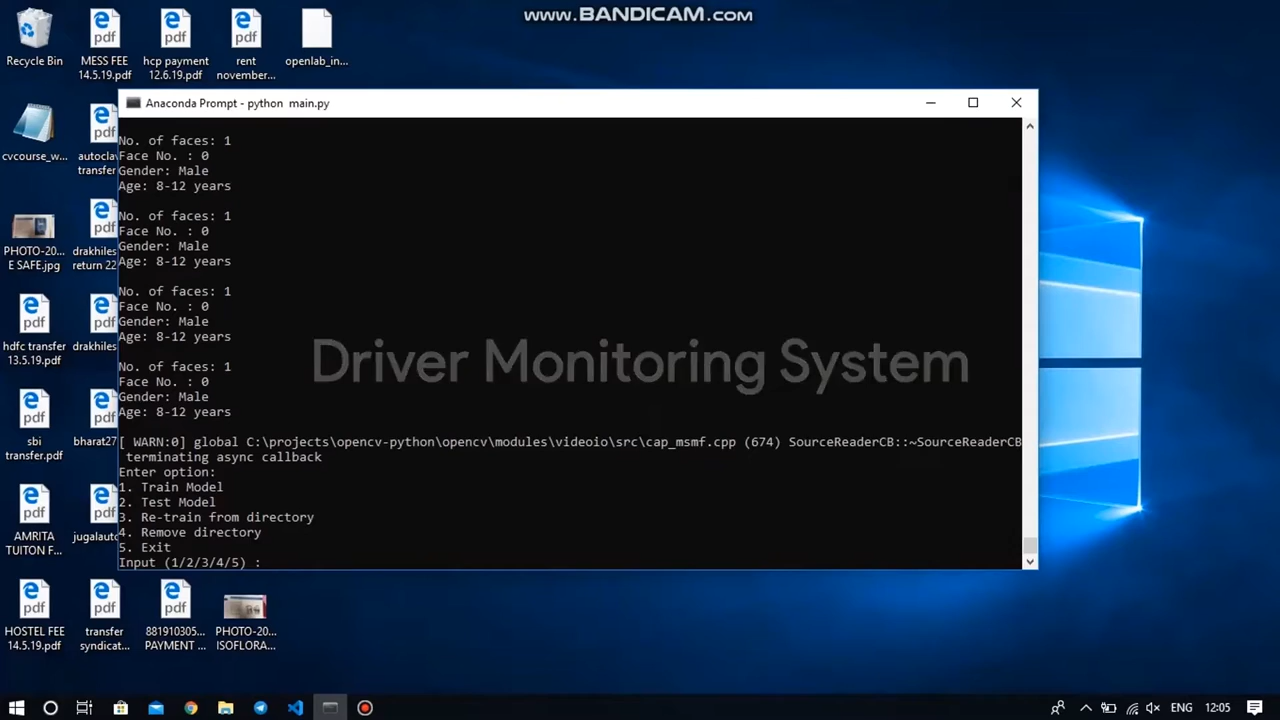 www.BANDICAM.com
Recycle Bin
MESS FEE
14.5.19.pdf
hcp payment
12.6.19.pdf
rent
november...
openlab_in...
Anaconda Prompt - python  main.py
cvcourse_w...
autoclav
transfer
PHOTO-20...
E SAFE.jpg
drakhiles
return 22
hdfc transfer
13.5.19.pdf
drakhiles
sbi
transfer.pdf
bharat27
AMRITA
TUITON F...
jugalauto
HOSTEL FEE
14.5.19.pdf
transfer
syndicat...
881910305...
PAYMENT ...
PHOTO-20...
ISOFLORA...
No. of faces: 1
Face No. : 0
Gender: Male
Age: 8-12 years
No. of faces: 1
Face No. : 0
Gender: Male
Age: 8-12 years
No. of faces: 1
Face No. : 0
Gender: Male
Age: 8-12 years
No. of faces: 1
Face No. : 0
Gender: Male
Age: 8-12 years
Driver Monitoring System
[ WARN:0] global C:\projects\opencv-python\opencv\modules\videoio\src\cap_msmf.cpp (674) SourceReaderCB::~SourceReaderCB
terminating async callback
Enter option:
1. Train Model
2. Test Model
3. Re-train from directory
4. Remove directory
5. Exit
Input (1/2/3/4/5) :
ENG
12:05